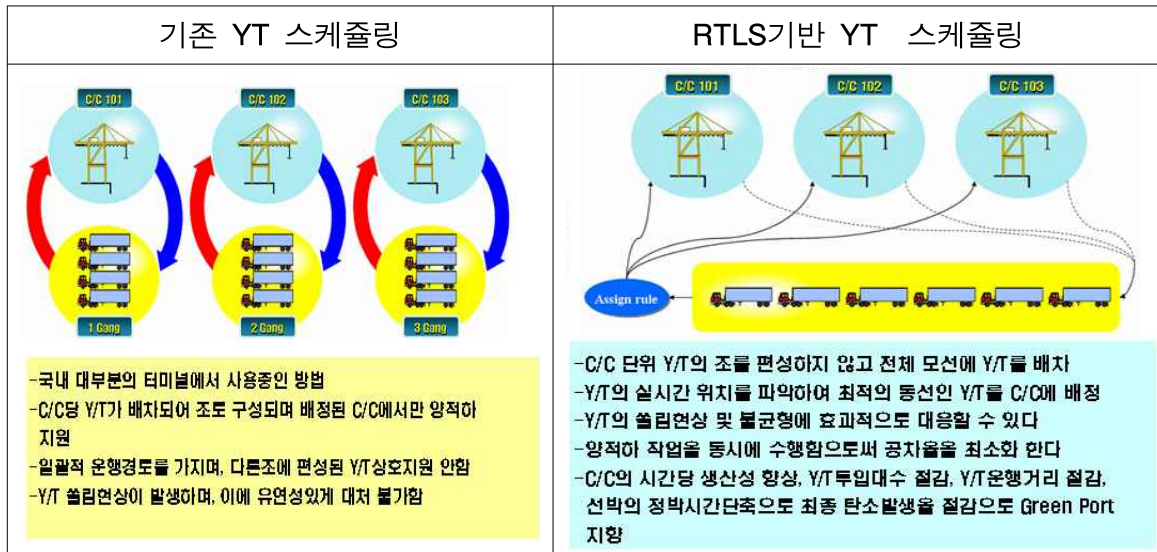 기존 YT 스케쥴링
RTLS기반 YT 스케쥴링
C/C 101
C/C 102
C/C 103
1 Gang
2 Gang
3 Gang
-국내 대부분의 터미널에서 사용중인 방법
-C/C당 Y/T가 배차되어 조로 구성되며 배정된 C/C에서만 양적하
지원
-일괄적 운행경로를 가지며, 다른조에 편성된 Y/T상호지원 안함
-Y/T 쏠림현상이 발생하며, 이에 유연성있게 대처 불가함
C/C 101
C/C 102
C/C 103
Assign rule
-C/C 단위 Y/T의 조를 편성하지 않고 전체 모선에 Y/T를 배차
-Y/T의 실시간 위치를 파악하여 최적의 동선인 Y/T를 C/C에 배정
-Y/T의 쏠림현상 및 불균형에 효과적으로 대응할 수 있다
-양적하 작업을 동시에 수행함으로써 공차율을 최소화 한다
-C/C의 시간당 생산성 향상, Y/T투입대수 절감, Y/T운행거리 절감,
선박의 정박시간단축으로 최종 탄소발생율 절감으로 Green Port
지향